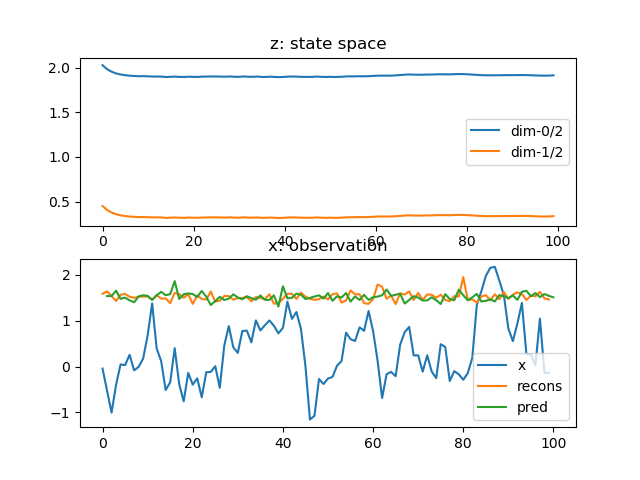 z: state space
2.0
1.5
1.0
0.5
dim-0/2
dim-1/2
0 20 40 60 80 100
x: observation
2
1
0
−1
x
recons
pred
0 20 40 60 80 100